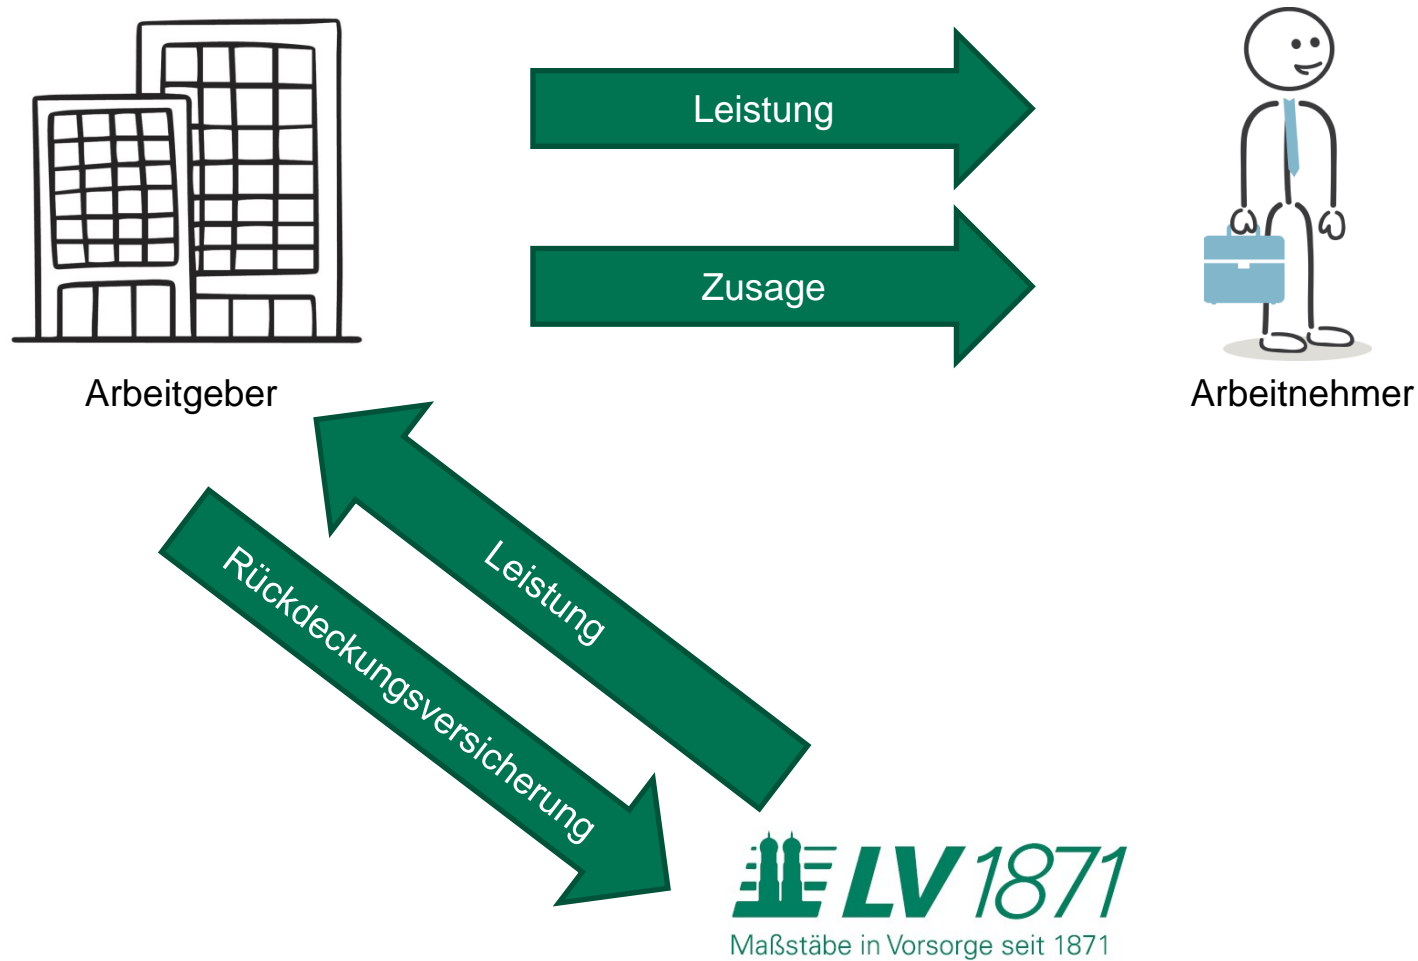 Leistung
Zusage
Arbeitgeber
Arbeitnehmer
Leistung
Rückdeckungsversicherung
LV 1871
Maßstäbe in Vorsorge seit 1871